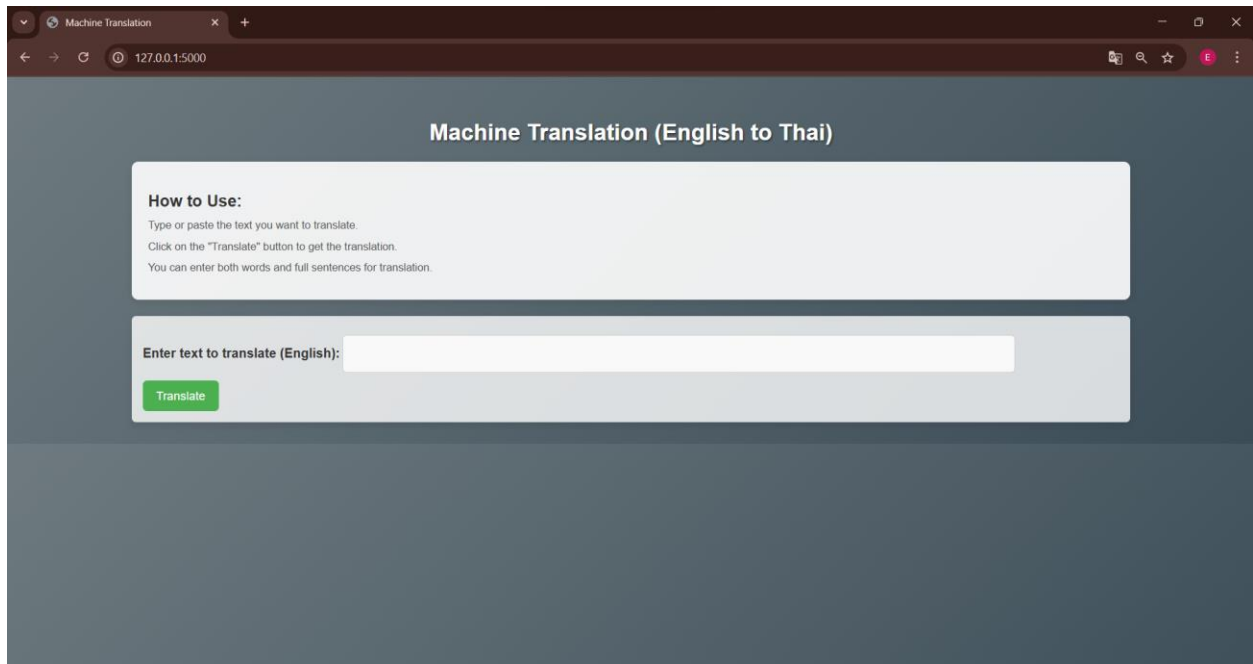 Machine Translation
127.0.0.1:5000
E
Machine Translation (English to Thai)
How to Use:
Type or paste the text you want to translate.
Click on the "Translate" button to get the translation.
You can enter both words and full sentences for translation.
Enter text to translate (English):
Translate